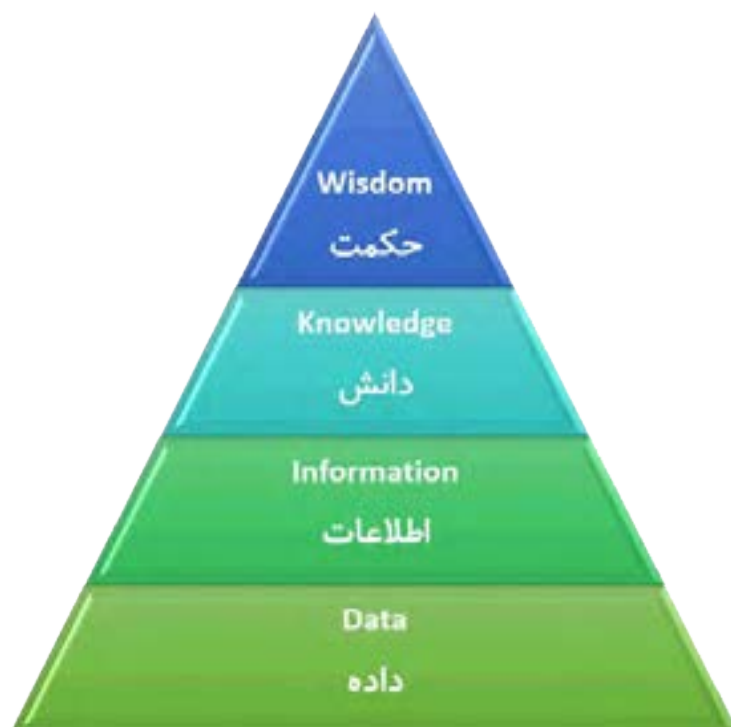 Wisdom
حکمت
Knowledge
دانش
Information
اطلاعات
Data
داده